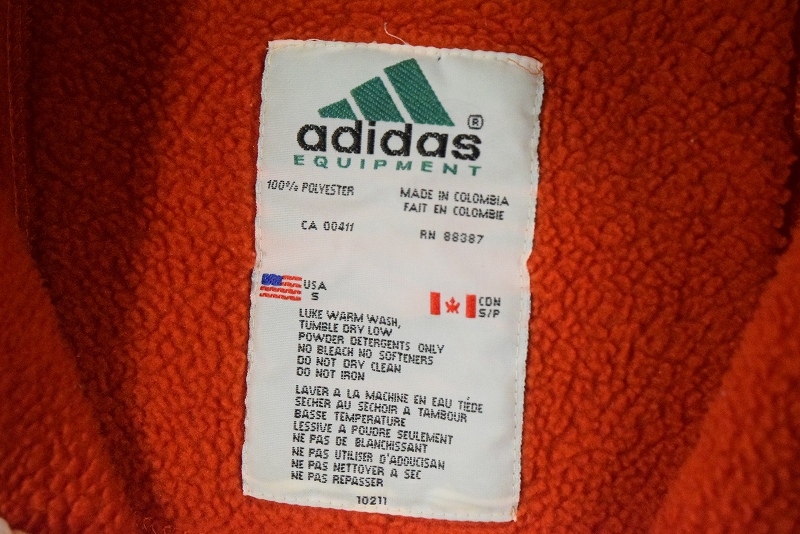 adidas ®
EQUIPMENT
100% POLYESTER
MADE IN COLOMBIA
FAIT EN COLOMBIE
CA 00411
RN 88387
USA
S
CDN
S/P
LUKE WARM WASH,
TUMBLE DRY LOW
POWDER DETERGENTS ONLY
NO BLEACH NO SOFTENERS
DO NOT DRY CLEAN
DO NOT IRON
LAVER A LA MACHINE EN EAU TIÉDE
SECHER AU SECHOIR A TAMBOUR
BASSE TEMPERATURE
LESSIVE A POUDRE SEULEMENT
NE PAS DE BLANCHISSANT
NE PAS UTILISER D'ADOUCISAN
NE PAS NETTOYER A SEC
NE PAS REPASSER
10211